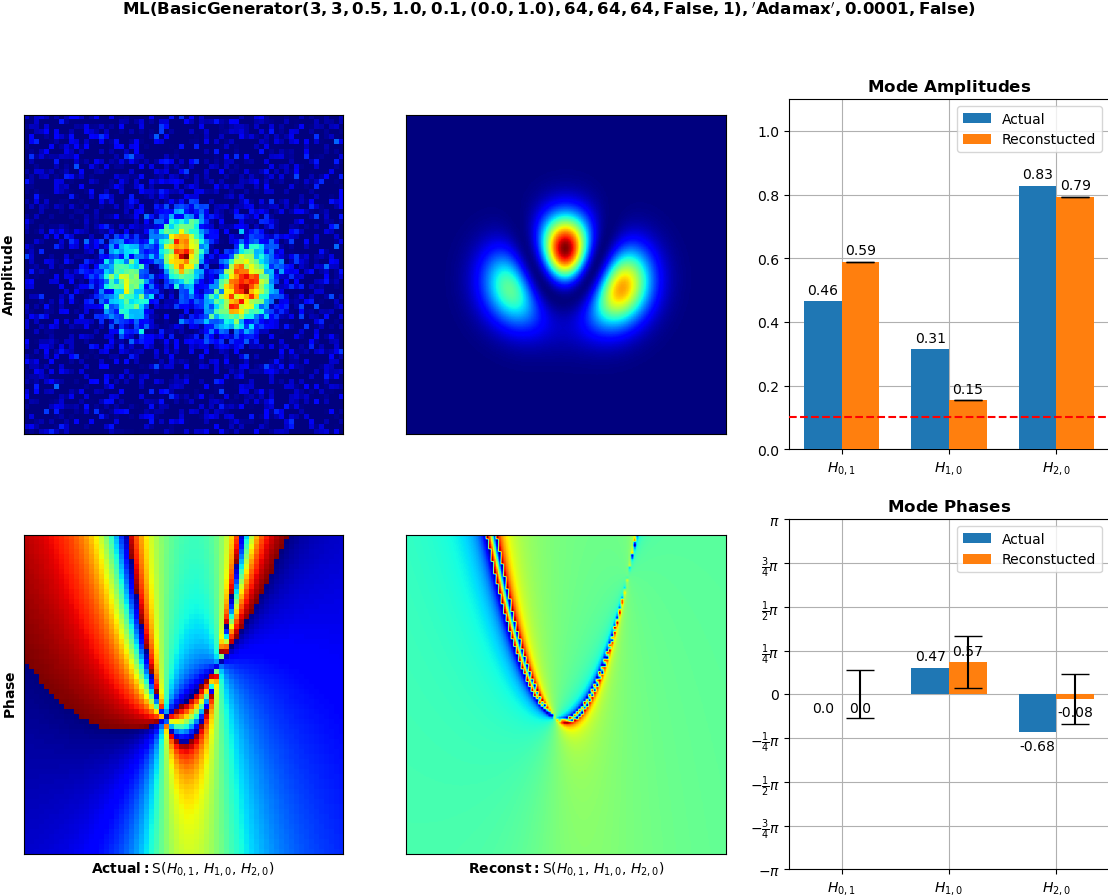 ML(BasicGenerator(3, 3, 0.5, 1.0, 0.1, (0.0, 1.0), 64, 64, 64, False, 1), ′Adamax′, 0.0001, False)
Amplitude
Mode Amplitudes
Actual
Reconstucted
1.0
0.8
0.6
0.4
0.2
0.0
0.46
0.59
0.31
0.15
0.83
0.79
H0,1
H1,0
H2,0
Phase
Actual: S(H0,1, H1,0, H2,0)
Reconst: S(H0,1, H1,0, H2,0)
Mode Phases
Actual
Reconstucted
π
3/4π
1/2π
1/4π
0
−1/4π
−1/2π
−3/4π
−π
0.0
0.0
0.47
0.57
-0.68
-0.08
H0,1
H1,0
H2,0